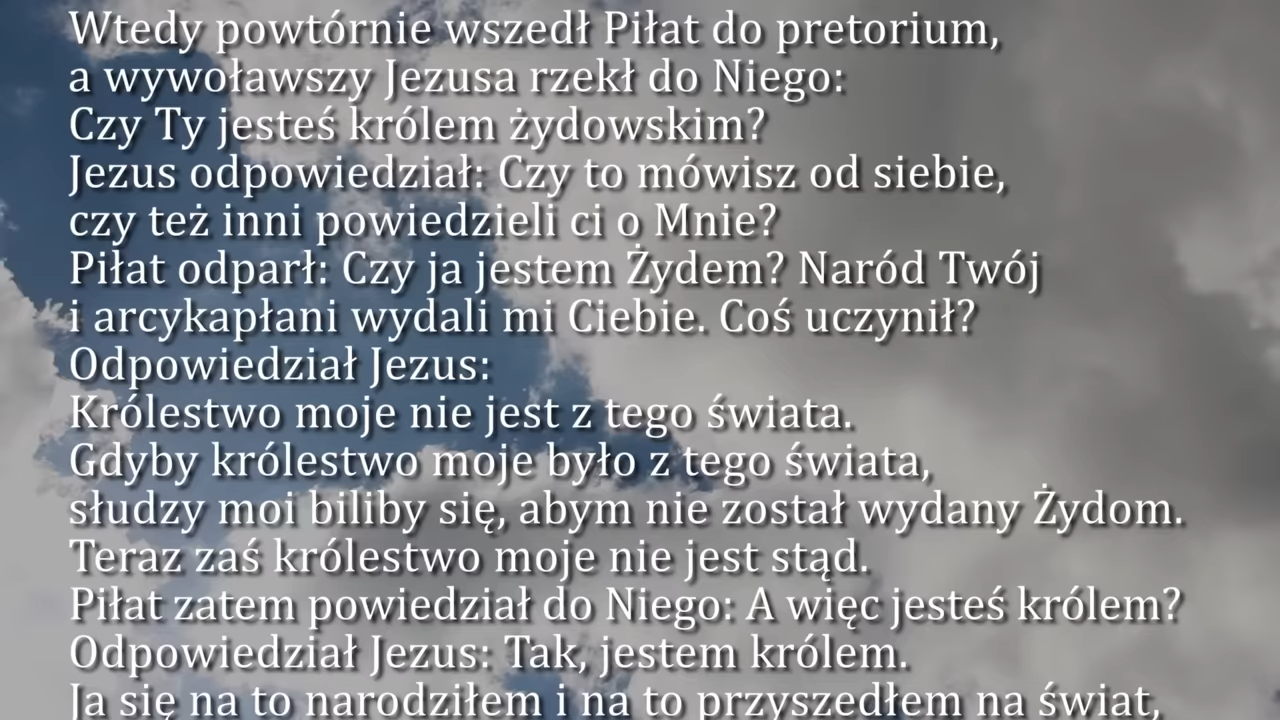 Wtedy powtórnie wszedł Piłat do pretorium,
a wywoławszy Jezusa rzekł do Niego:
Czy Ty jesteś królem żydowskim?
Jezus odpowiedział: Czy to mówisz od siebie,
czy też inni powiedzieli ci o Mnie?
Piłat odparł: Czy ja jestem Żydem? Naród Twój
i arcykapłani wydali mi Ciebie. Coś uczynił?
Odpowiedział Jezus:
Królestwo moje nie jest z tego świata.
Gdyby królestwo moje było z tego świata,
słudzy moi biliby się, abym nie został wydany Żydom.
Teraz zaś królestwo moje nie jest stąd.
Piłat zatem powiedział do Niego: A więc jesteś królem?
Odpowiedział Jezus: Tak, jestem królem.
Ja się na to narodziłem i na to przyszedłem na świat,